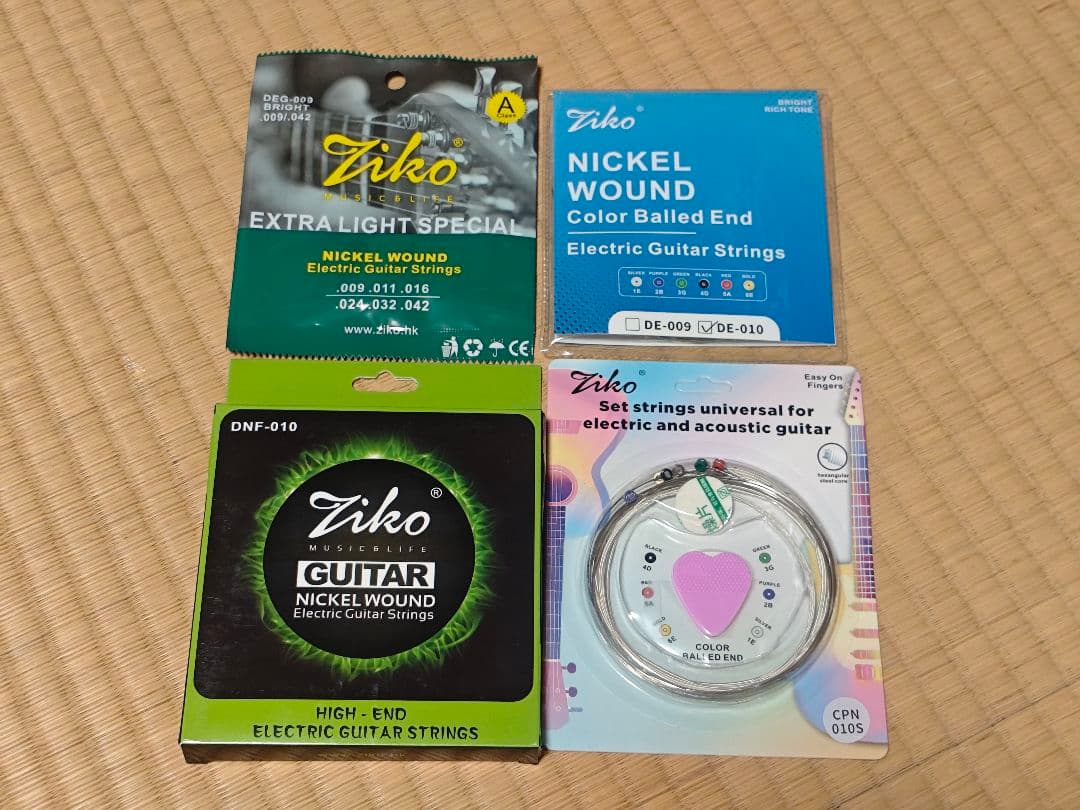 DEG-009
BRIGHT
.009/.042
A
Class
Ziko®
MUSIC&LIFE
EXTRA LIGHT SPECIAL
NICKEL WOUND
Electric Guitar Strings
.009 .011 .016
.024 .032 .042
www.ziko.hk
CE
Ziko®
BRIGHT
RICH TONE
NICKEL
WOUND
Color Balled End
Electric Guitar Strings
SILVER PURPLE GREEN BLACK RED GOLD
1E 2B 3G 4D 5A 6E
DE-009 DE-010
DNF-010
Ziko®
MUSIC&LIFE
GUITAR
NICKEL WOUND
Electric Guitar Strings
HIGH - END
ELECTRIC GUITAR STRINGS
Ziko®
Easy On
Fingers
Set strings universal for
electric and acoustic guitar
hexangular
steel core
BLACK
4D
GREEN
3G
RED
5A
PURPLE
2B
GOLD
6E
SILVER
1E
COLOR
BALLED END
CPN
010S